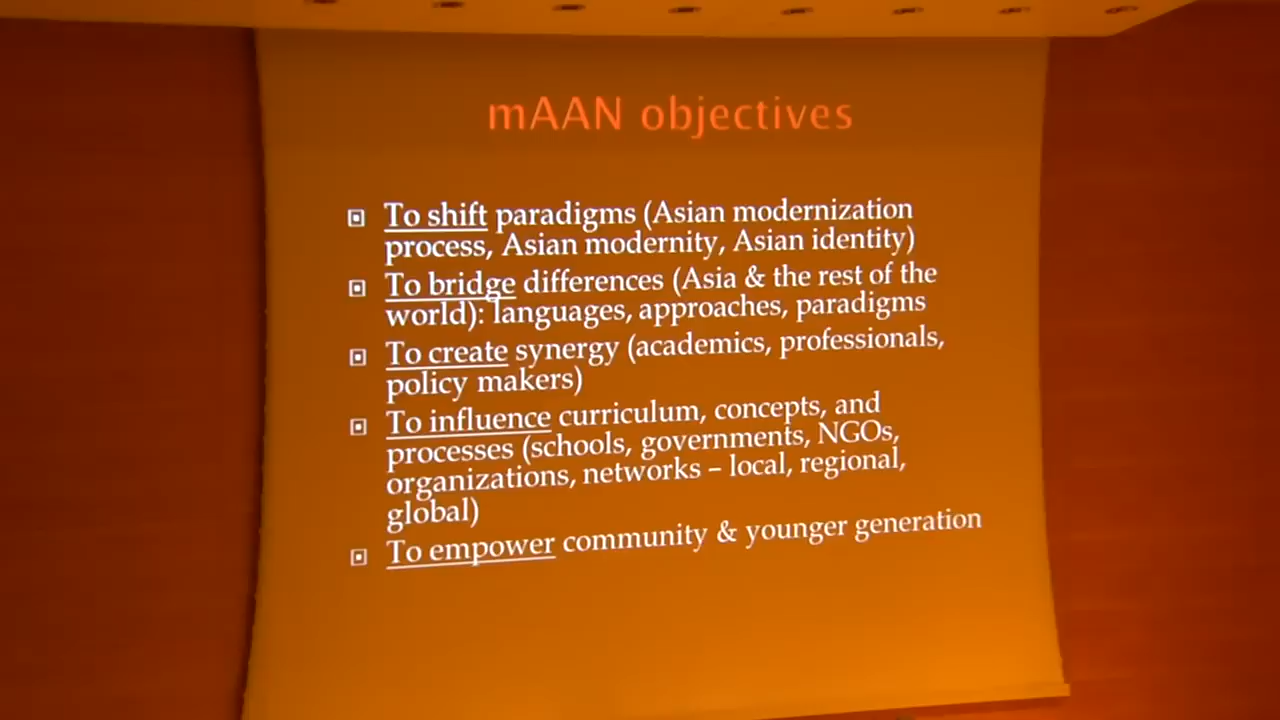 mAAN objectives
To shift paradigms (Asian modernization
process, Asian modernity, Asian identity)
To bridge differences (Asia & the rest of the
world): languages, approaches, paradigms
To create synergy (academics, professionals,
policy makers)
To influence curriculum, concepts, and
processes (schools, governments, NGOs,
organizations, networks – local, regional,
global)
To empower community & younger generation